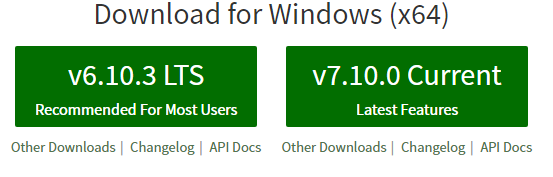 Download for Windows (x64)
v6.10.3 LTS
Recommended For Most Users
v7.10.0 Current
Latest Features
Other Downloads | Changelog | API Docs
Other Downloads | Changelog | API Docs